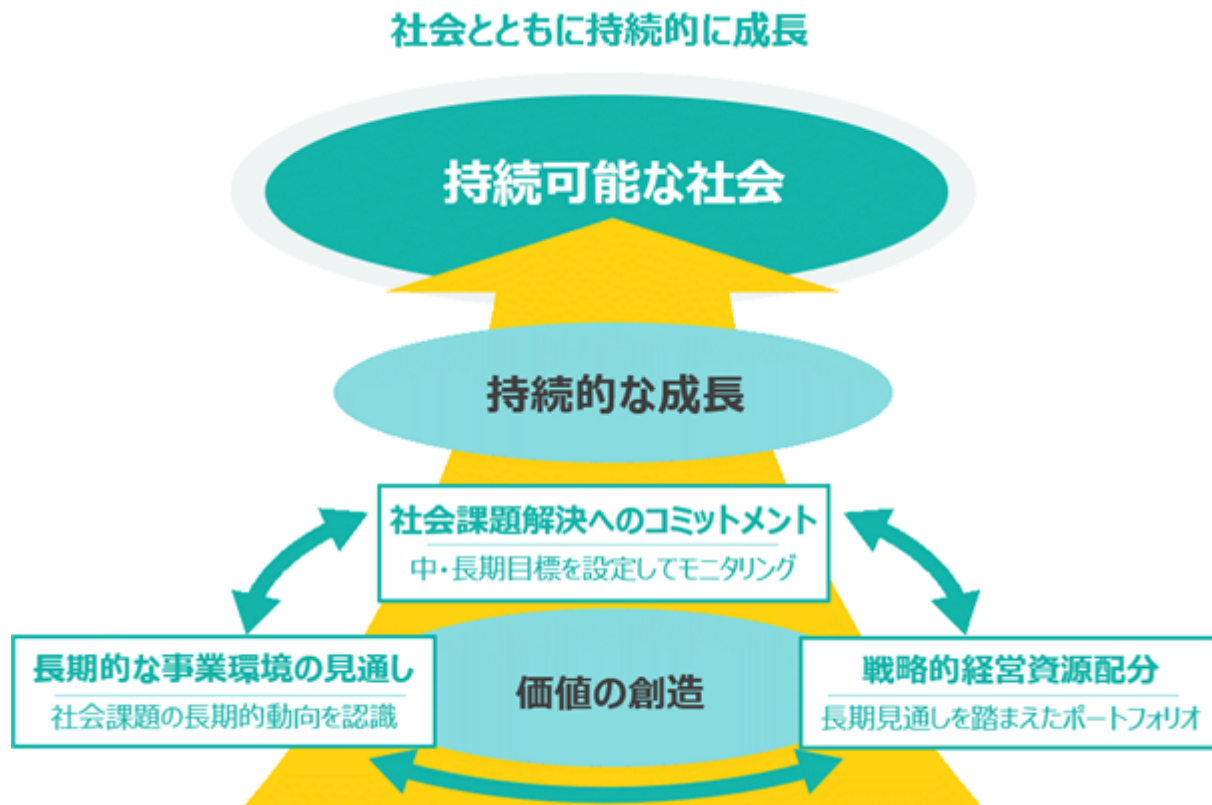 社会とともに持続的に成長
持続可能な社会
持続的な成長
社会課題解決へのコミットメント
中・長期目標を設定してモニタリング
長期的な事業環境の見通し
社会課題の長期的動向を認識
価値の創造
戦略的経営資源配分
長期見通しを踏まえたポートフォリオ